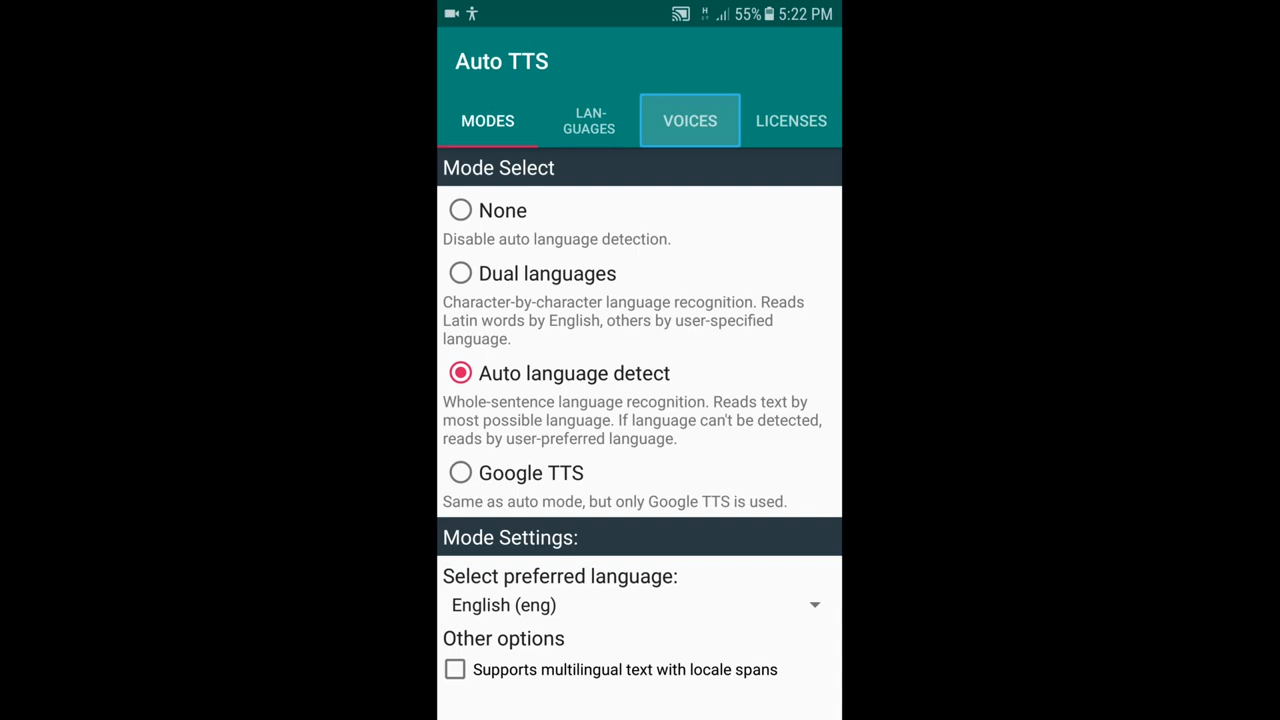 55% 5:22 PM
Auto TTS
MODES
LAN-
GUAGES
VOICES
LICENSES
Mode Select
None
Disable auto language detection.
Dual languages
Character-by-character language recognition. Reads
Latin words by English, others by user-specified
language.
Auto language detect
Whole-sentence language recognition. Reads text by
most possible language. If language can't be detected,
reads by user-preferred language.
Google TTS
Same as auto mode, but only Google TTS is used.
Mode Settings:
Select preferred language:
English (eng)
Other options
Supports multilingual text with locale spans